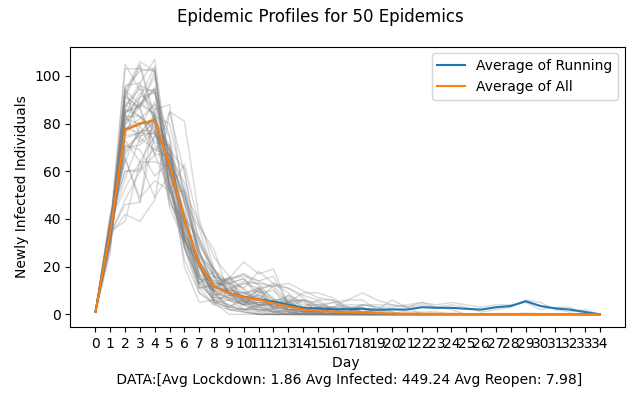 Epidemic Profiles for 50 Epidemics
Average of Running
Average of All
Newly Infected Individuals
100
80
60
40
20
0
0 1 2 3 4 5 6 7 8 9 10 11 12 13 14 15 16 17 18 19 20 21 22 23 24 25 26 27 28 29 30 31 32 33 34
Day
DATA:[Avg Lockdown: 1.86 Avg Infected: 449.24 Avg Reopen: 7.98]